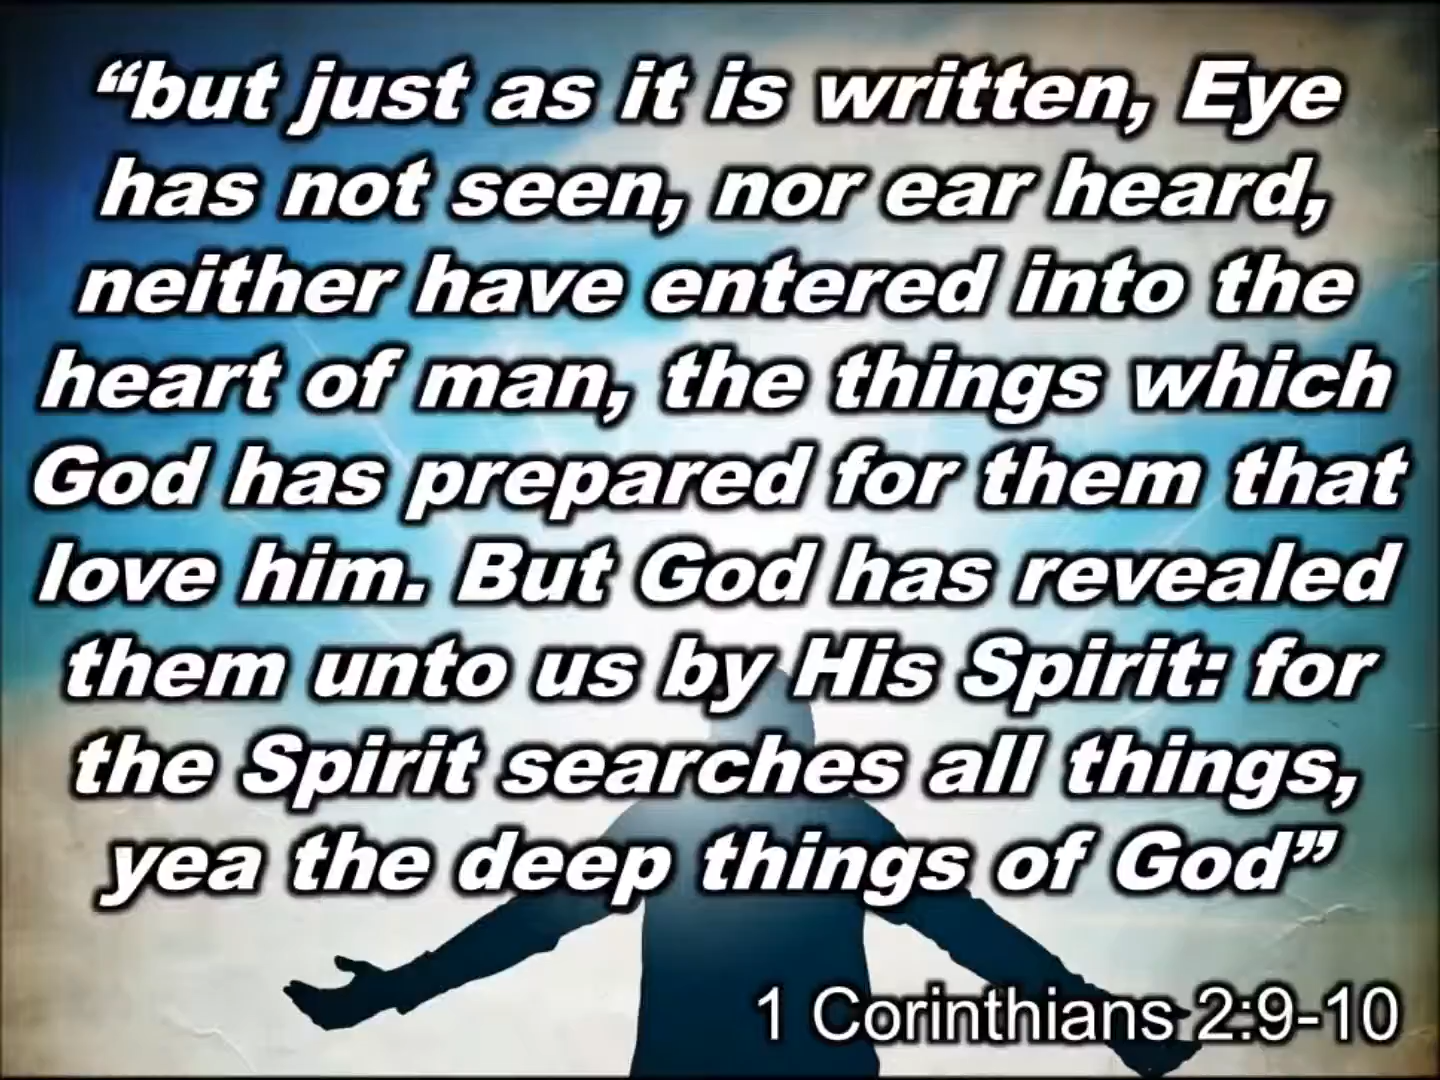 “but just as it is written, Eye
has not seen, nor ear heard,
neither have entered into the
heart of man, the things which
God has prepared for them that
love him. But God has revealed
them unto us by His Spirit: for
the Spirit searches all things,
yea the deep things of God”
1 Corinthians 2:9-10